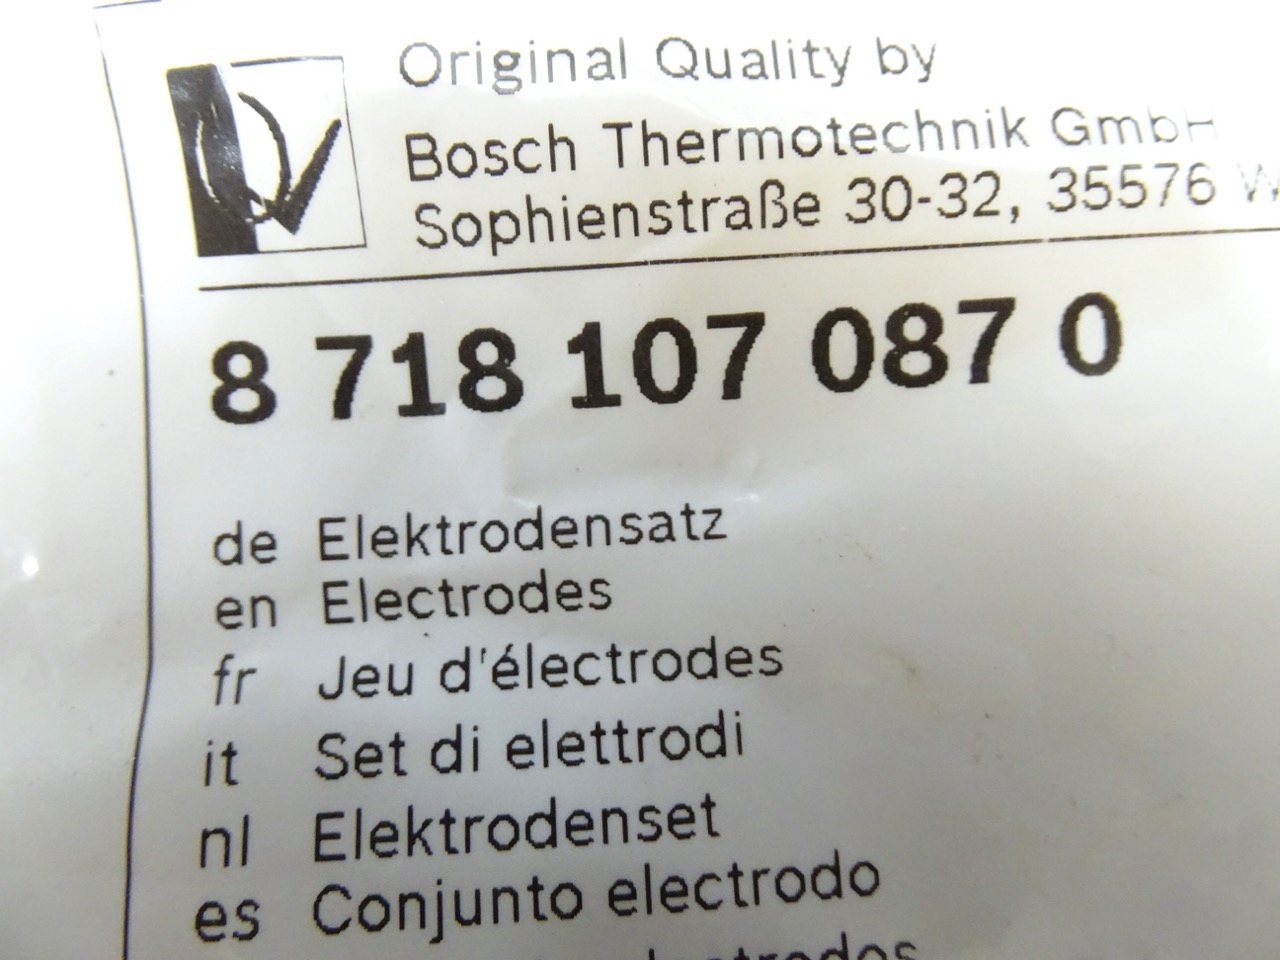 Original Quality by
Bosch Thermotechnik GmbH
Sophienstraße 30-32, 35576
8 718 107 087 0
de Elektrodensatz
en Electrodes
fr Jeu d'électrodes
it Set di elettrodi
nl Elektrodenset
es Conjunto electrodo